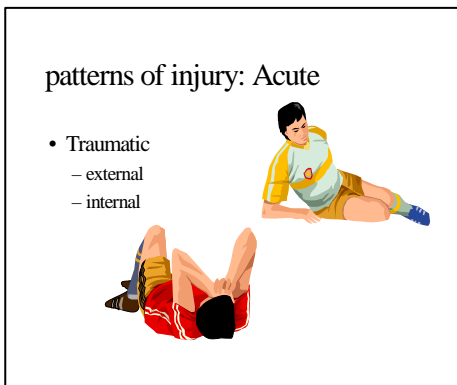 patterns of injury: Acute
• Traumatic
– external
– internal